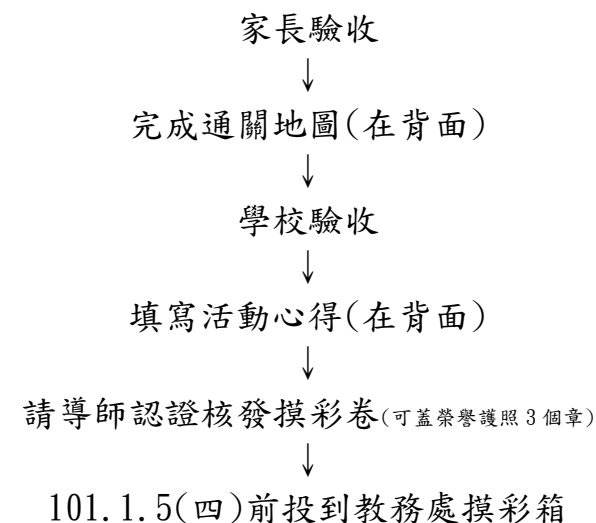 家長驗收
↓
完成通關地圖(在背面)
↓
學校驗收
↓
填寫活動心得(在背面)
↓
請導師認證核發摸彩卷(可蓋榮譽護照3個章)
↓
101.1.5(四)前投到教務處摸彩箱